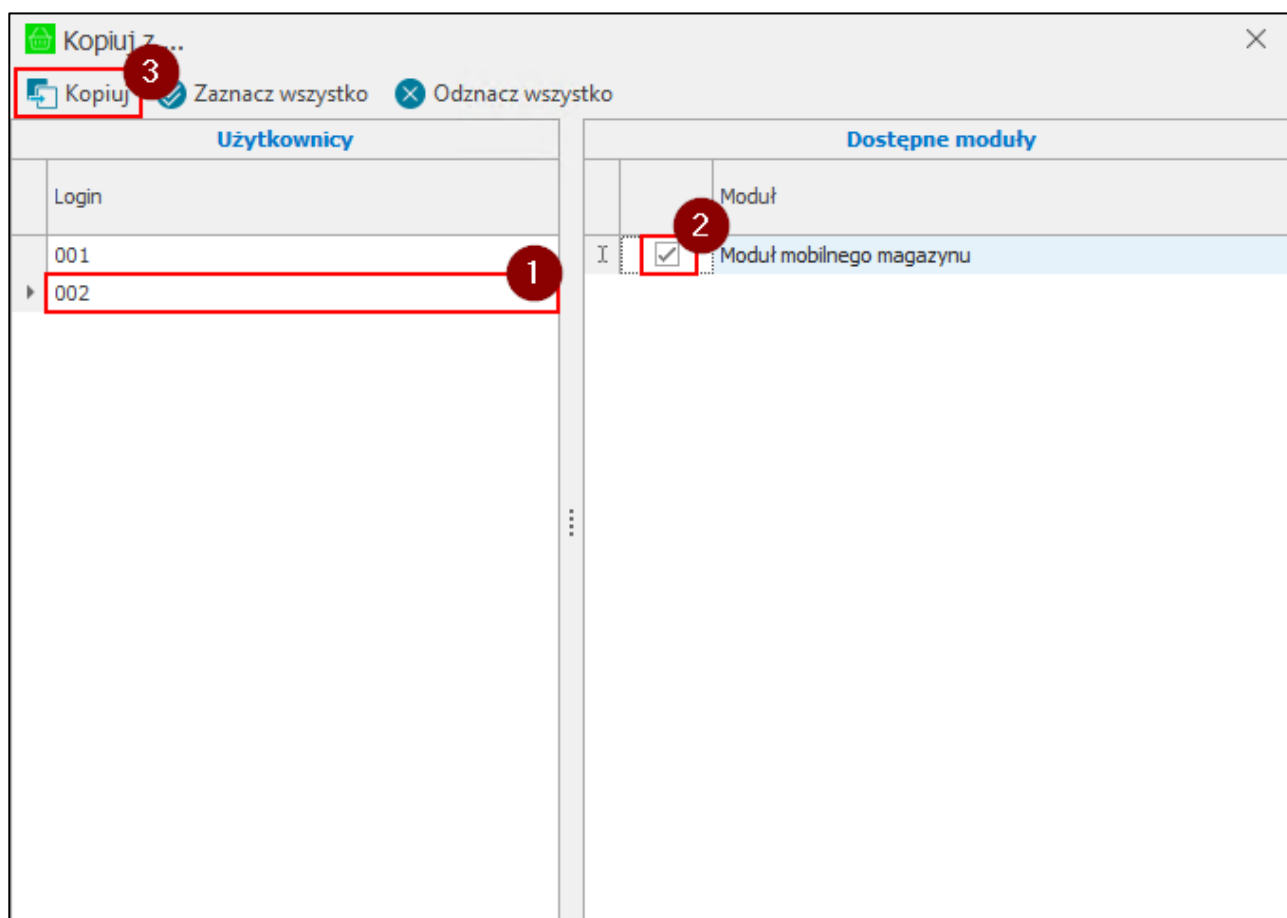 Kopiuj z ...
3
Kopiuj Zaznacz wszystko Odznacz wszystko
Użytkownicy
Dostępne moduły
Login
Moduł
2
001
Moduł mobilnego magazynu
1
002